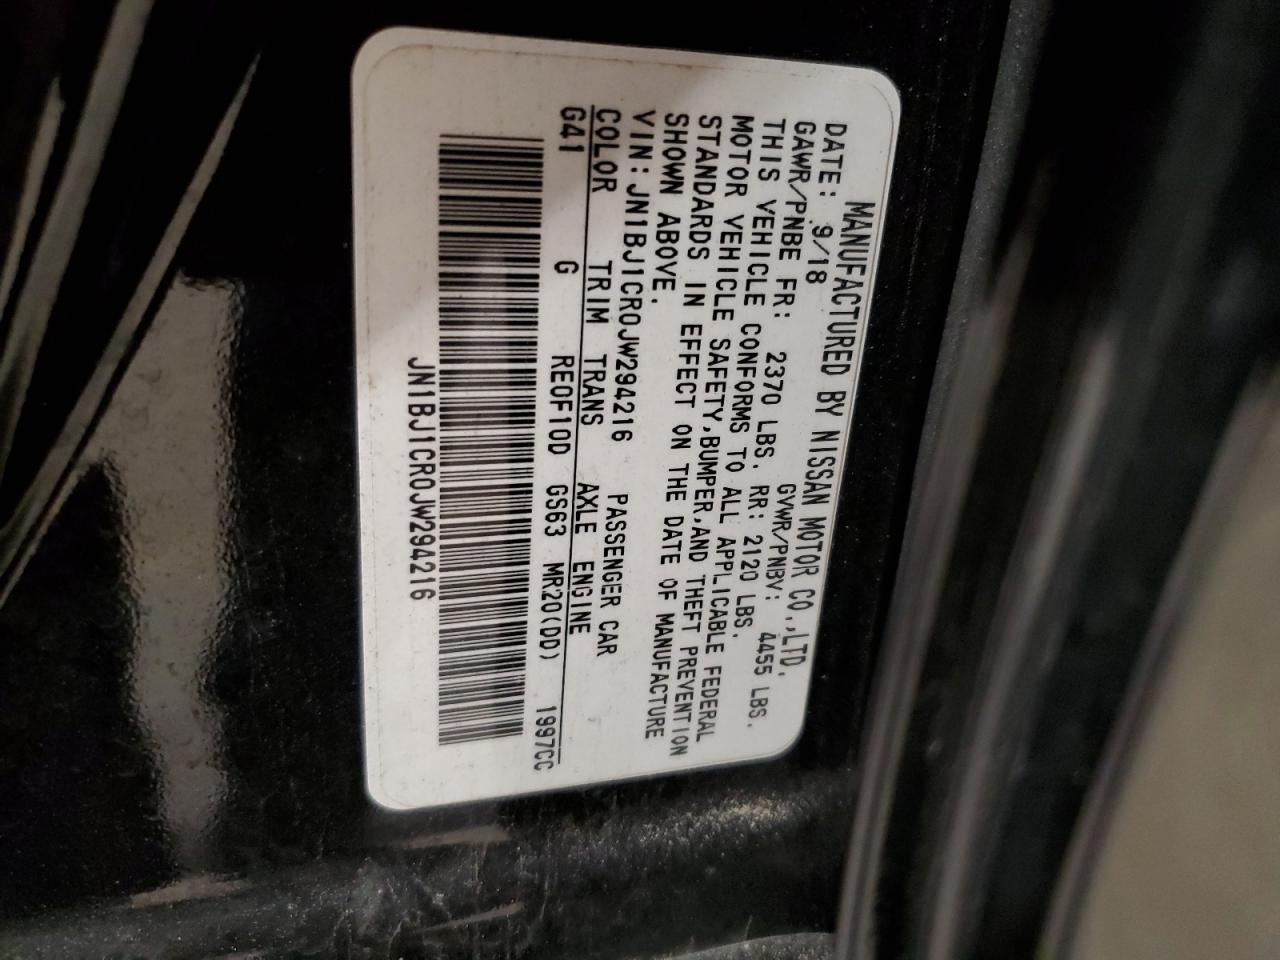 MANUFACTURED BY NISSAN MOTOR CO.,LTD.
DATE: 9/18 GVWR/PNBV: 4455 LBS.
GAWR/PNBE FR: 2370 LBS. RR: 2120 LBS.
THIS VEHICLE CONFORMS TO ALL APPLICABLE FEDERAL
MOTOR VEHICLE SAFETY,BUMPER,AND THEFT PREVENTION
STANDARDS IN EFFECT ON THE DATE OF MANUFACTURE
SHOWN ABOVE.
VIN: JN1BJ1CR0JW294216 PASSENGER CAR
COLOR TRIM TRANS AXLE ENGINE
G41 G RE0F10D GS63 MR20(DD) 1997CC
JN1BJ1CR0JW294216